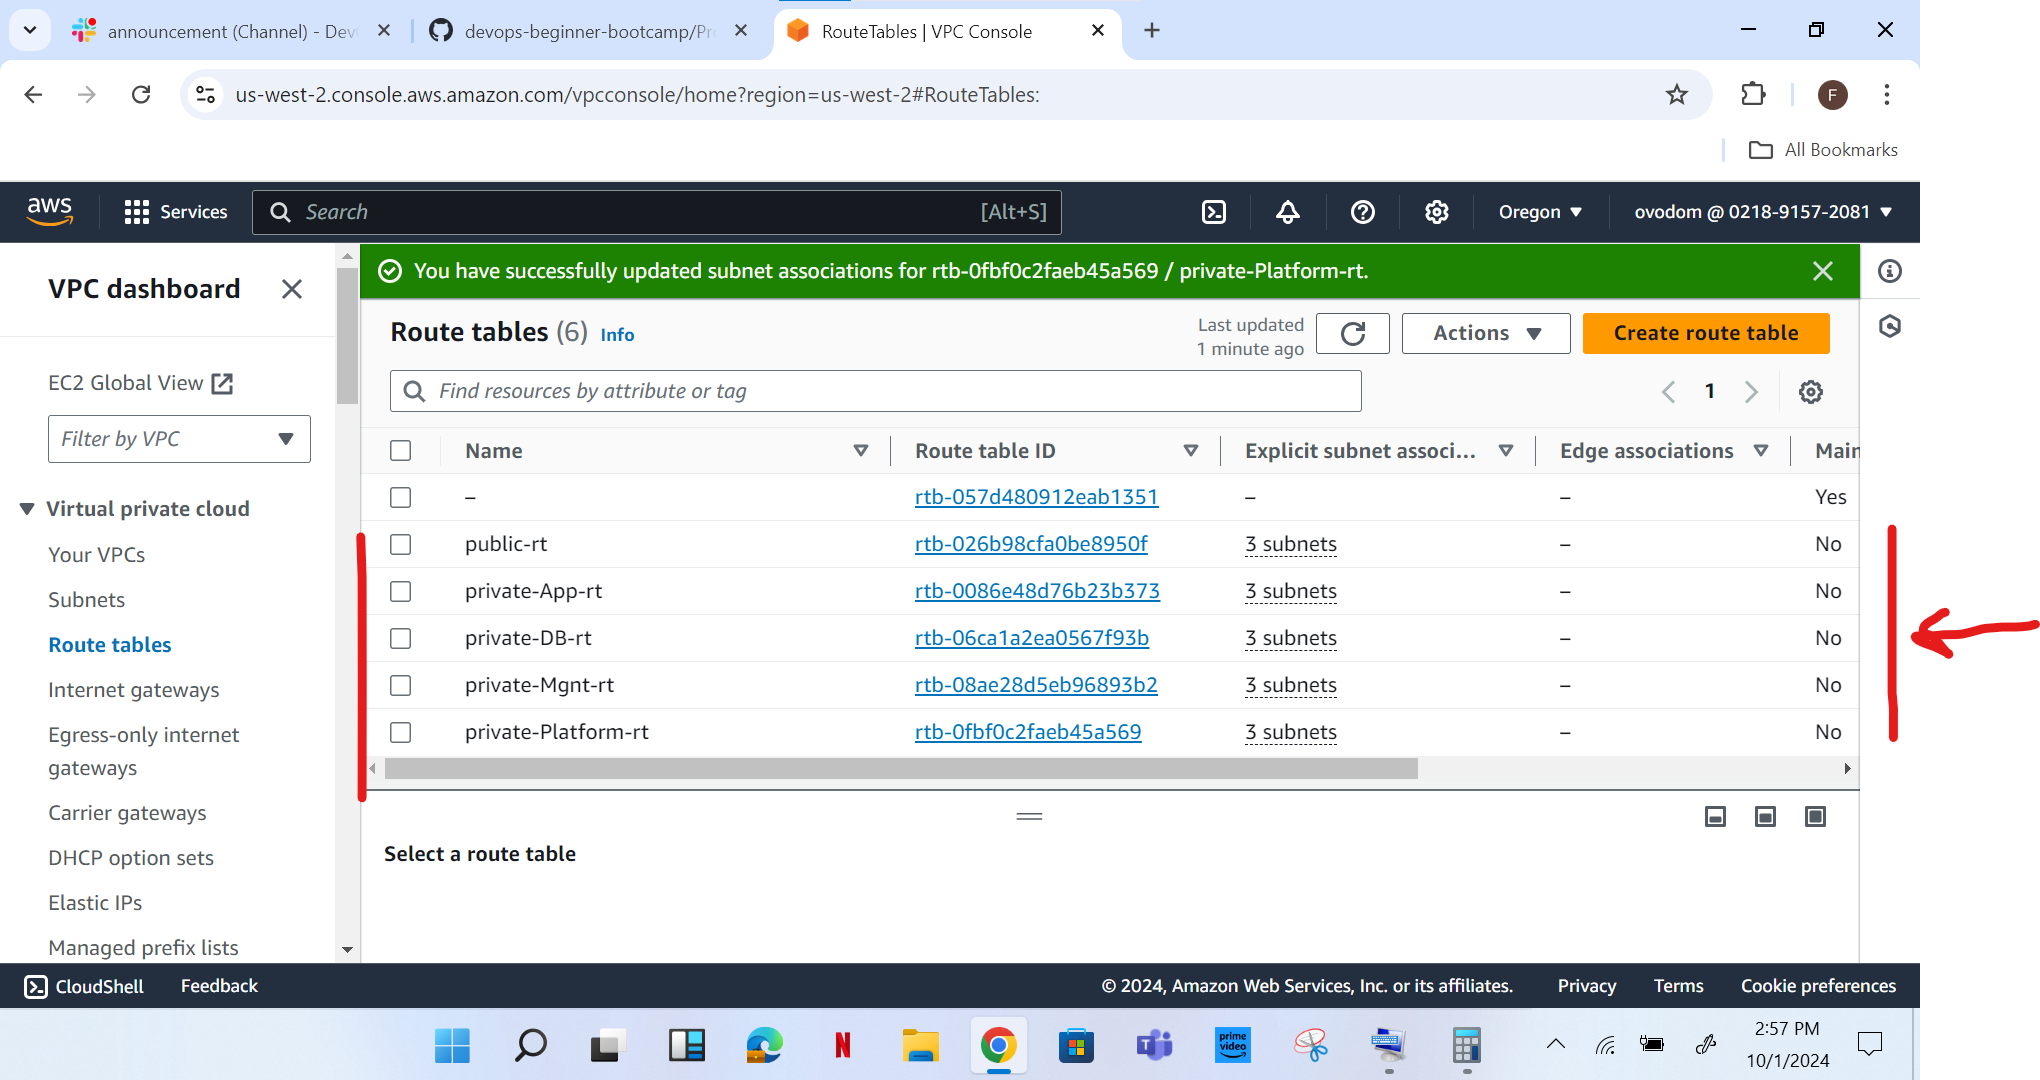 announcement (Channel) - Dev
devops-beginner-bootcamp/Pr
RouteTables | VPC Console
us-west-2.console.aws.amazon.com/vpcconsole/home?region=us-west-2#RouteTables:
F
All Bookmarks
aws
Services
Search
[Alt+S]
Oregon
ovodom @ 0218-9157-2081
VPC dashboard
You have successfully updated subnet associations for rtb-0fbf0c2faeb45a569 / private-Platform-rt.
Route tables (6) Info
Last updated
1 minute ago
Actions
Create route table
EC2 Global View
Find resources by attribute or tag
1
Filter by VPC
Name Route table ID Explicit subnet associ... Edge associations Main
– rtb-057d480912eab1351 – – Yes
public-rt rtb-026b98cfa0be8950f 3 subnets – No
private-App-rt rtb-0086e48d76b23b373 3 subnets – No
private-DB-rt rtb-06ca1a2ea0567f93b 3 subnets – No
private-Mgnt-rt rtb-08ae28d5eb96893b2 3 subnets – No
private-Platform-rt rtb-0fbf0c2faeb45a569 3 subnets – No
Virtual private cloud
Your VPCs
Subnets
Route tables
Internet gateways
Egress-only internet
gateways
Carrier gateways
DHCP option sets
Elastic IPs
Managed prefix lists
Select a route table
CloudShell
Feedback
© 2024, Amazon Web Services, Inc. or its affiliates.
Privacy
Terms
Cookie preferences
N
T
prime
video
2:57 PM
10/1/2024